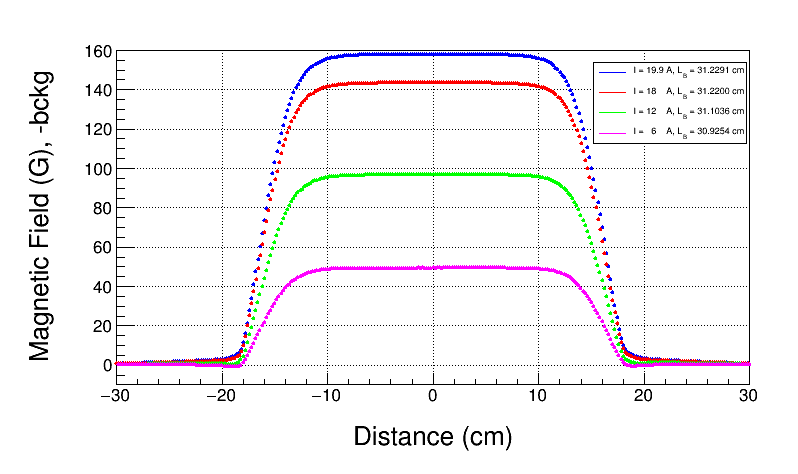 160
140
120
100
80
60
40
20
0
−30 −20 −10 0 10 20 30
Magnetic Field (G), -bckg
Distance (cm)
I = 19.9 A, L_B = 31.2291 cm
I = 18 A, L_B = 31.2200 cm
I = 12 A, L_B = 31.1036 cm
I = 6 A, L_B = 30.9254 cm